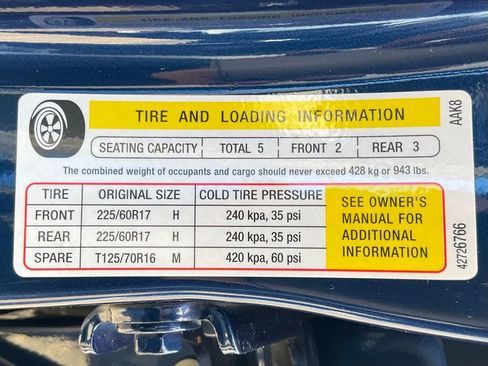 TIRE AND LOADING INFORMATION
SEATING CAPACITY TOTAL 5 FRONT 2 REAR 3
The combined weight of occupants and cargo should never exceed 428 kg or 943 lbs.
TIRE ORIGINAL SIZE COLD TIRE PRESSURE
FRONT 225/60R17 H 240 kpa, 35 psi
REAR 225/60R17 H 240 kpa, 35 psi
SPARE T125/70R16 M 420 kpa, 60 psi
SEE OWNER'S
MANUAL FOR
ADDITIONAL
INFORMATION
AAK8
42726766